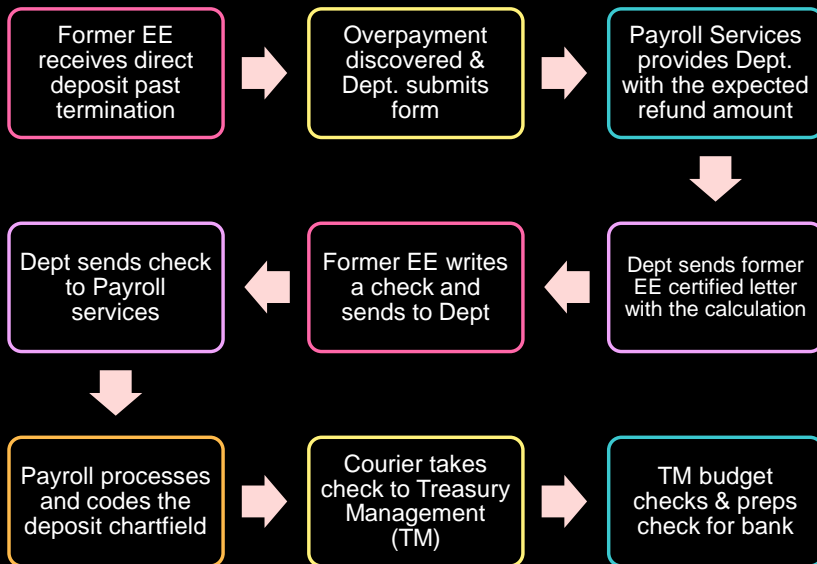 Former EE
receives direct
deposit past
termination
Overpayment
discovered &
Dept. submits
form
Payroll Services
provides Dept.
with the expected
refund amount
Dept sends former
EE certified letter
with the calculation
Former EE writes
a check and
sends to Dept
Dept sends check
to Payroll
services
Payroll processes
and codes the
deposit chartfield
Courier takes
check to Treasury
Management
(TM)
TM budget
checks & preps
check for bank